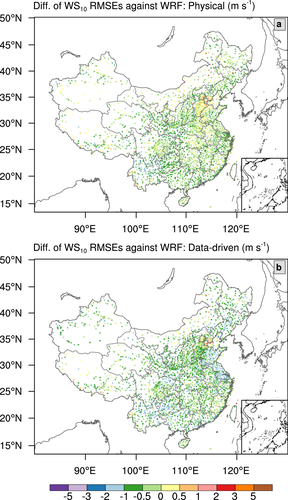 Diff. of WS10 RMSEs against WRF: Physical (m s-1)
a
50°N
45°N
40°N
35°N
30°N
25°N
20°N
15°N
90°E 100°E 110°E 120°E
Diff. of WS10 RMSEs against WRF: Data-driven (m s-1)
b
50°N
45°N
40°N
35°N
30°N
25°N
20°N
15°N
90°E 100°E 110°E 120°E
-5 -3 -2 -1 -0.5 0 0.5 1 2 3 5